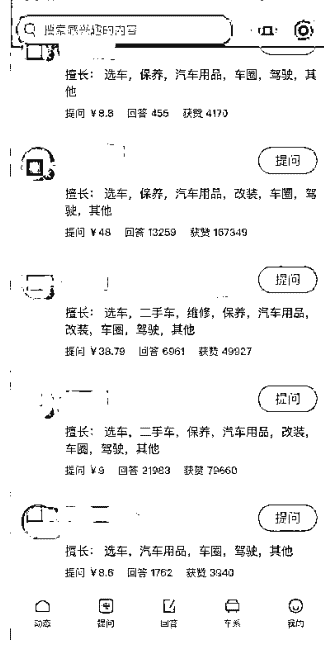 搜索感兴趣的内容
擅长： 选车，保养，汽车用品，车圈，驾驶，其
他
提问 ￥8.8 回答 455 获赞 4170
提问
擅长： 选车，保养，汽车用品，改装，车圈，驾
驶，其他
提问 ￥48 回答 13259 获赞 167349
提问
擅长： 选车，二手车，维修，保养，汽车用品，
改装，车圈，驾驶，其他
提问 ￥38.79 回答 6961 获赞 49927
提问
擅长： 选车，二手车，保养，汽车用品，改装，
车圈，驾驶，其他
提问 ￥9 回答 21983 获赞 79660
提问
擅长： 选车，汽车用品，车圈，驾驶，其他
提问 ￥8.6 回答 1762 获赞 3940
动态 提问 回答 车系 我的